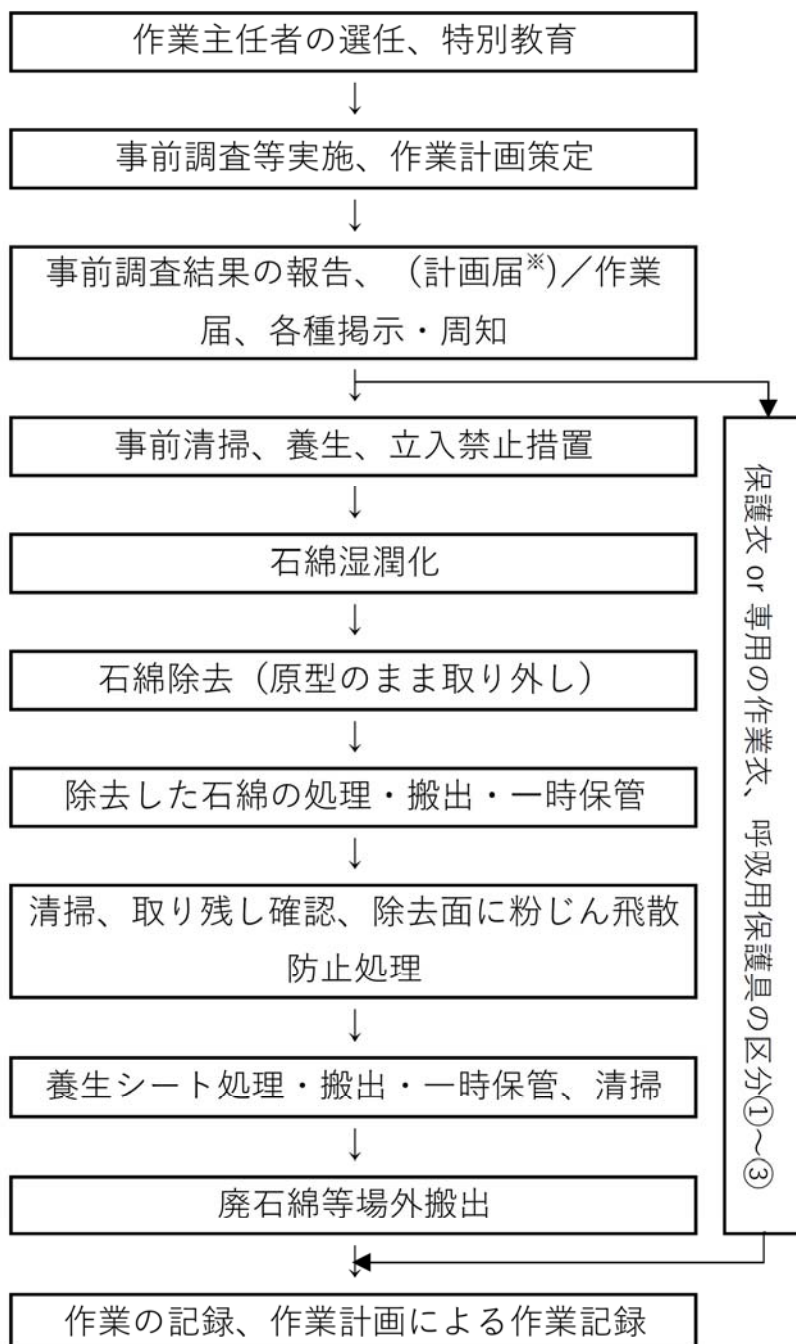 作業主任者の選任、特別教育
↓
事前調査等実施、作業計画策定
↓
事前調査結果の報告、（計画届※）／作業
届、各種掲示・周知
↓
事前清掃、養生、立入禁止措置
↓
石綿湿潤化
↓
石綿除去（原型のまま取り外し）
↓
除去した石綿の処理・搬出・一時保管
↓
清掃、取り残し確認、除去面に粉じん飛散
防止処理
↓
養生シート処理・搬出・一時保管、清掃
↓
廃石綿等場外搬出
↓
作業の記録、作業計画による作業記録
保護衣 or 専用の作業衣、呼吸用保護具の区分①～③